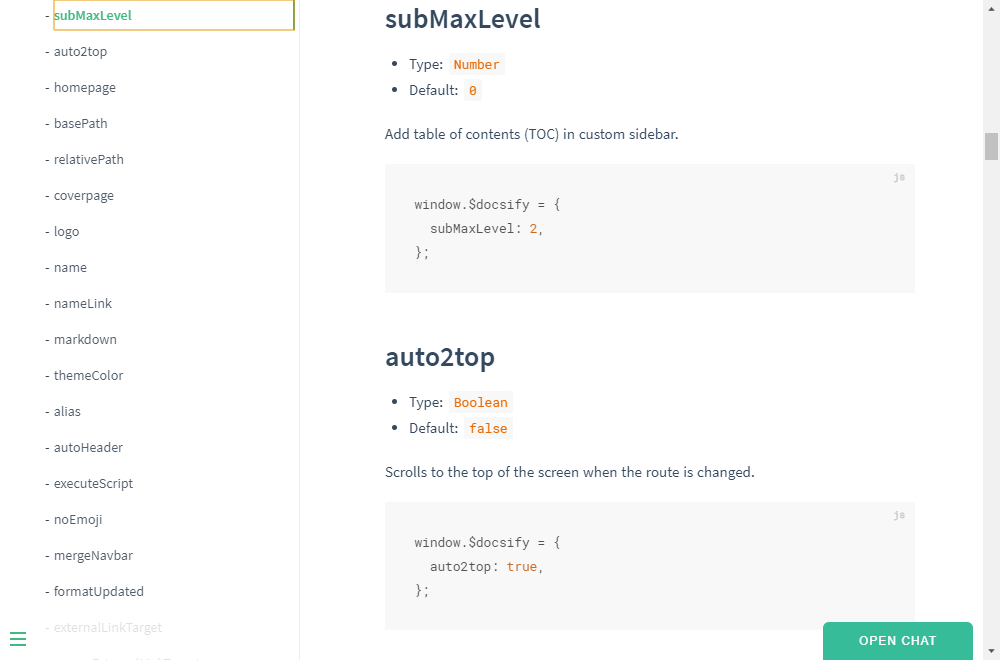 - subMaxLevel
- auto2top
- homepage
- basePath
- relativePath
- coverpage
- logo
- name
- nameLink
- markdown
- themeColor
- alias
- autoHeader
- executeScript
- noEmoji
- mergeNavbar
- formatUpdated
- externalLinkTarget
subMaxLevel
Type: Number
Default: 0
Add table of contents (TOC) in custom sidebar.
js
window.$docsify = {
  subMaxLevel: 2,
};
auto2top
Type: Boolean
Default: false
Scrolls to the top of the screen when the route is changed.
js
window.$docsify = {
  auto2top: true,
};
OPEN CHAT